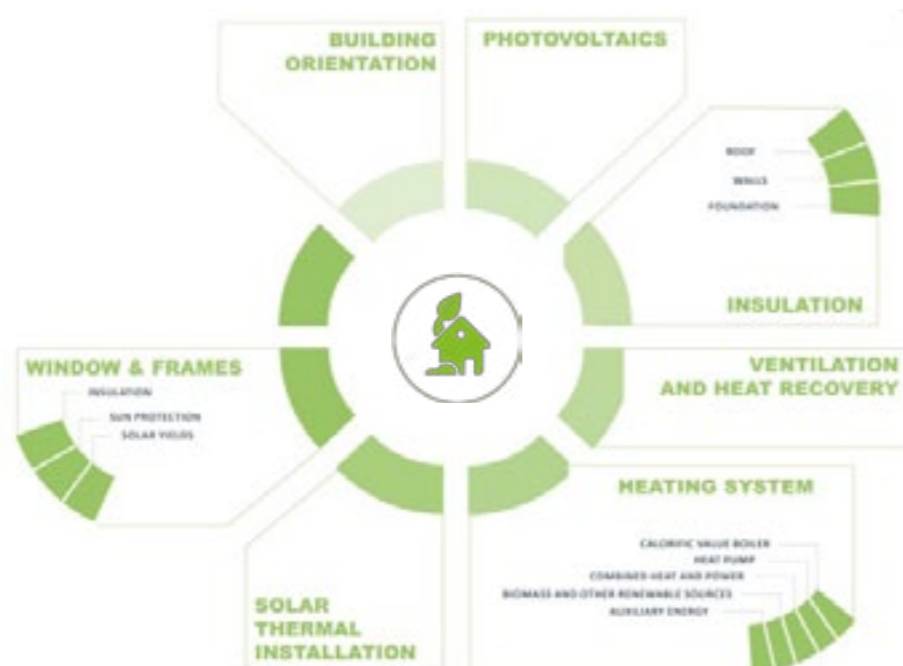 BUILDING
ORIENTATION
PHOTOVOLTAICS
ROOF
WALLS
FOUNDATION
INSULATION
VENTILATION
AND HEAT RECOVERY
HEATING SYSTEM
CALORIFIC VALUE BOILER
HEAT PUMP
COMBINED HEAT AND POWER
BIOMASS AND OTHER RENEWABLE SOURCES
AUXILIARY ENERGY
SOLAR
THERMAL
INSTALLATION
WINDOW & FRAMES
INSULATION
SUN PROTECTION
SOLAR YIELDS